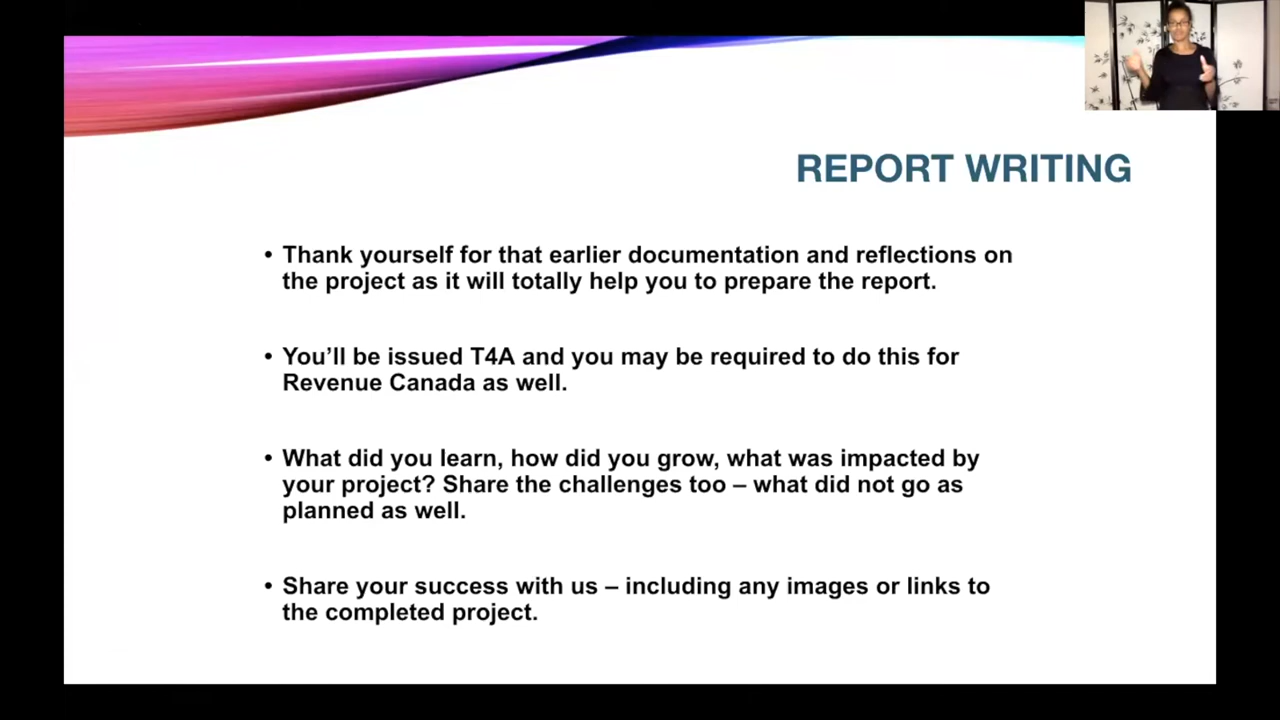 REPORT WRITING
• Thank yourself for that earlier documentation and reflections on
the project as it will totally help you to prepare the report.
• You’ll be issued T4A and you may be required to do this for
Revenue Canada as well.
• What did you learn, how did you grow, what was impacted by
your project? Share the challenges too – what did not go as
planned as well.
• Share your success with us – including any images or links to
the completed project.